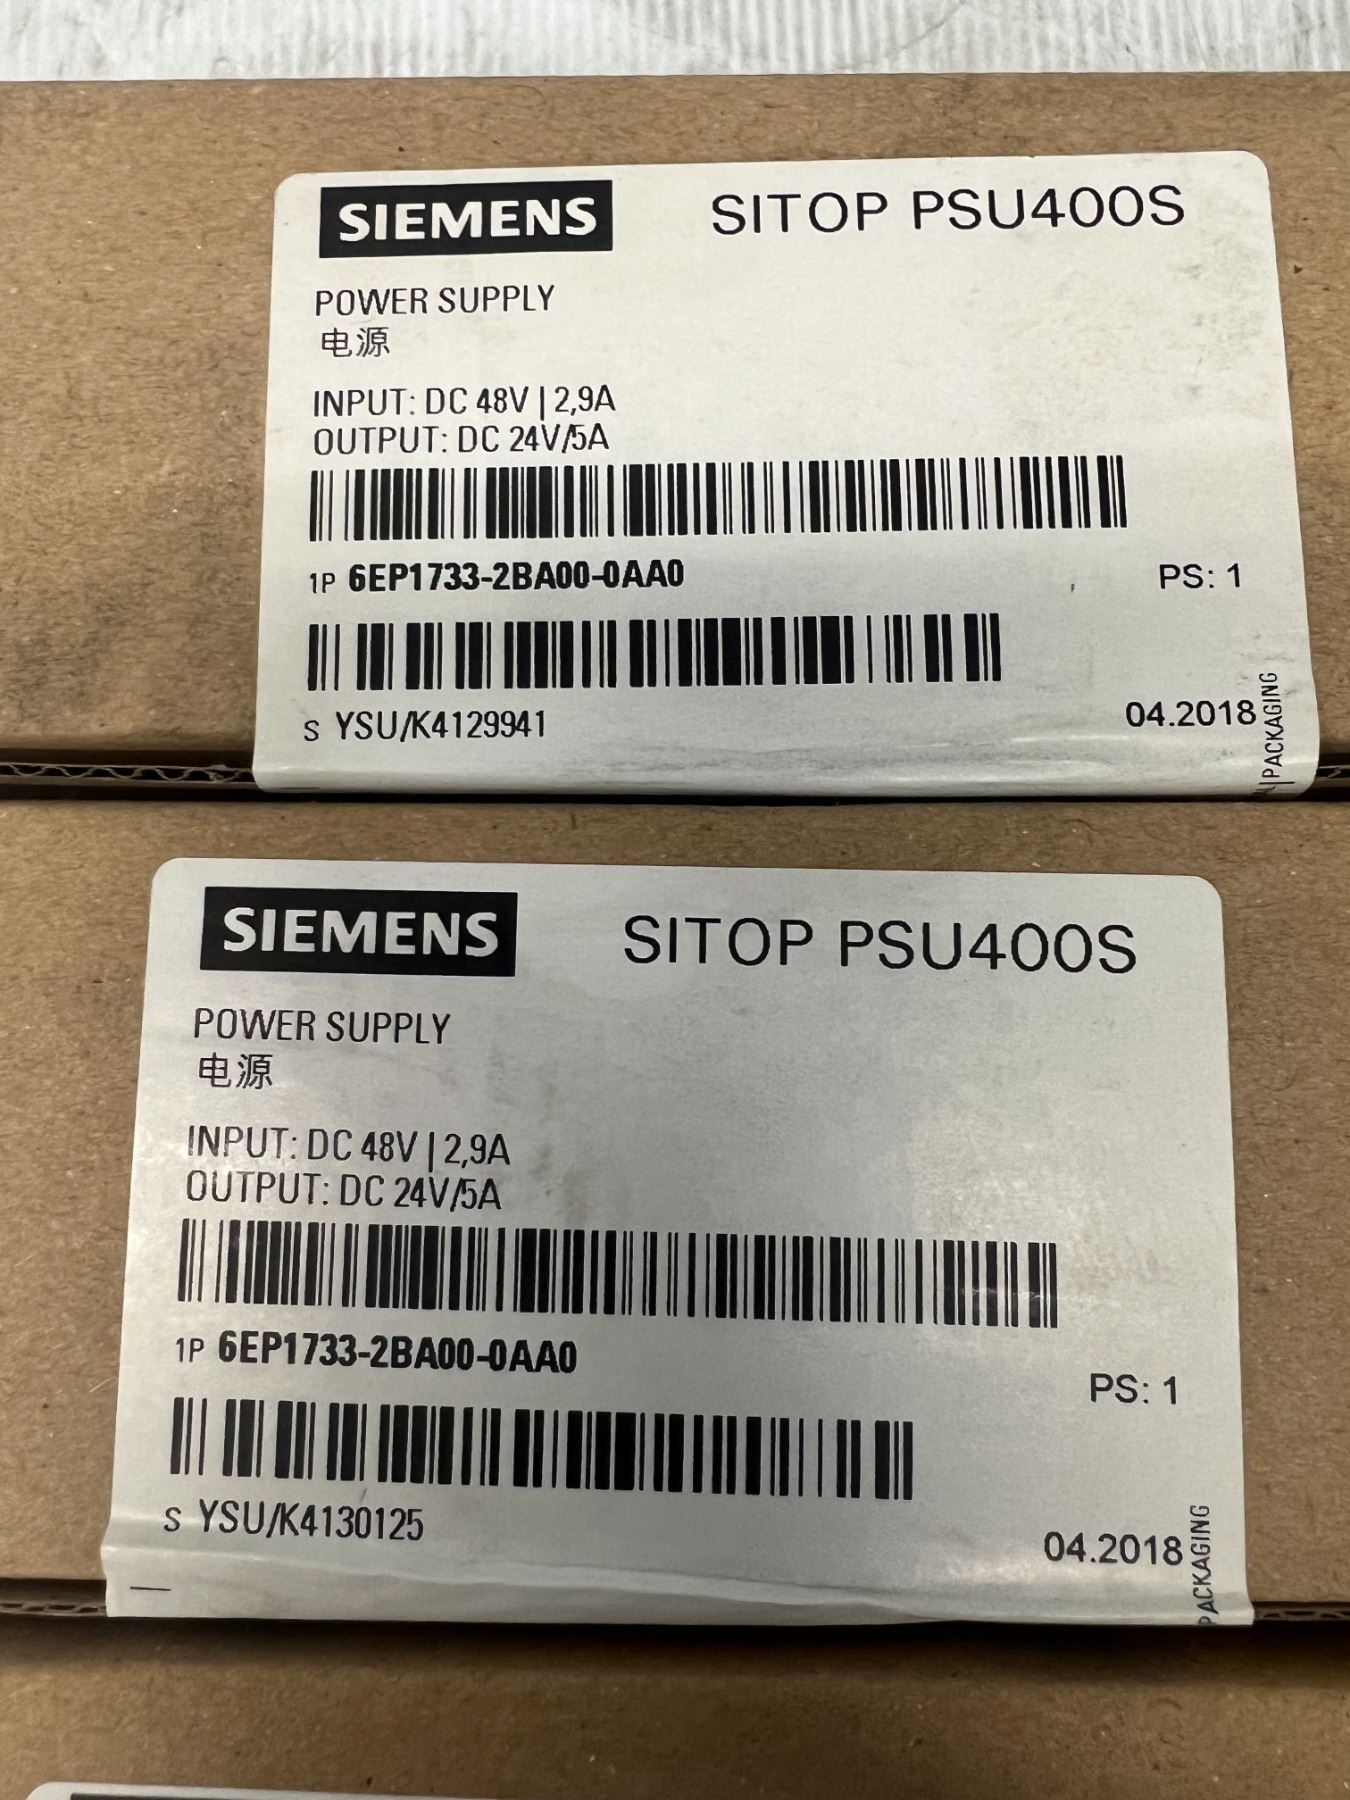 SIEMENS SITOP PSU400S
POWER SUPPLY
电源
INPUT: DC 48V | 2,9A
OUTPUT: DC 24V/5A
1P 6EP1733-2BA00-0AA0 PS: 1
S YSU/K4129941 04.2018
PACKAGING
SIEMENS SITOP PSU400S
POWER SUPPLY
电源
INPUT: DC 48V | 2,9A
OUTPUT: DC 24V/5A
1P 6EP1733-2BA00-0AA0
PS: 1
S YSU/K4130125
04.2018
PACKAGING